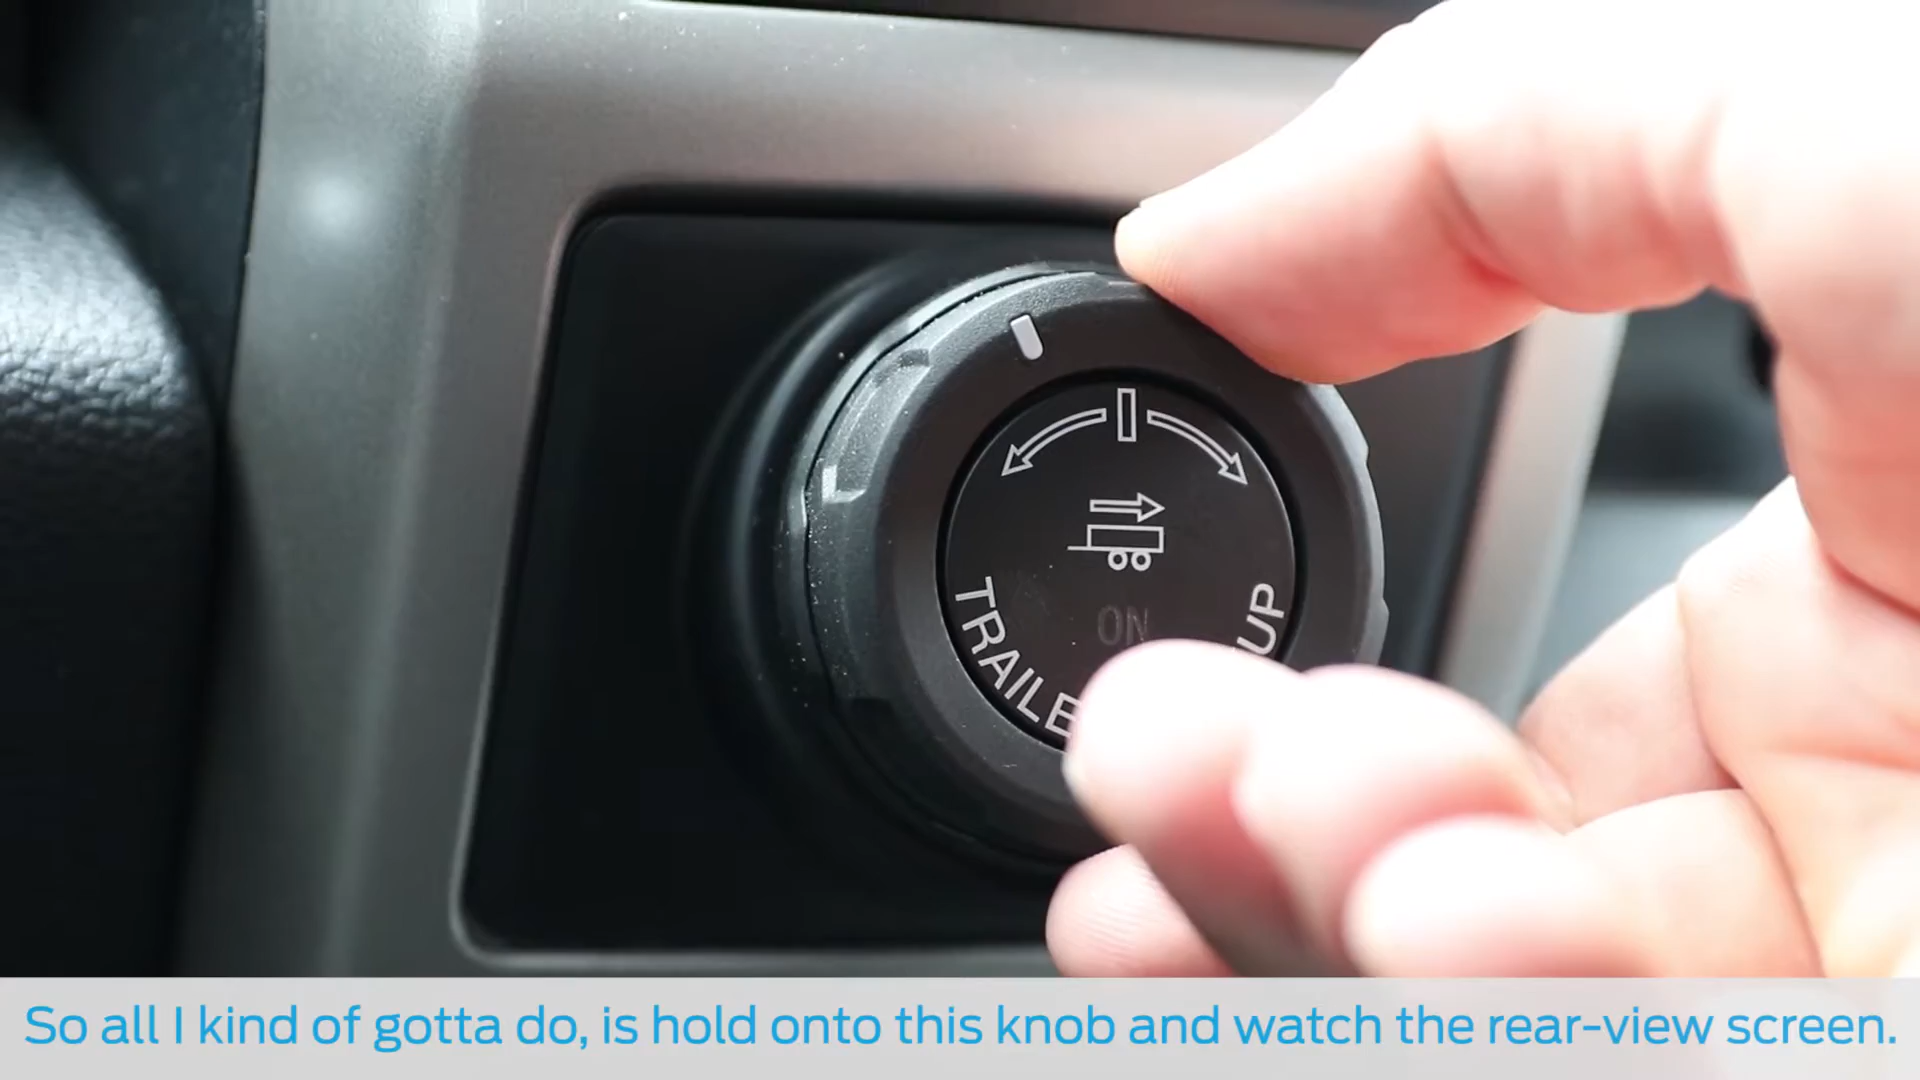 ON
TRAILE UP
So all I kind of gotta do, is hold onto this knob and watch the rear-view screen.